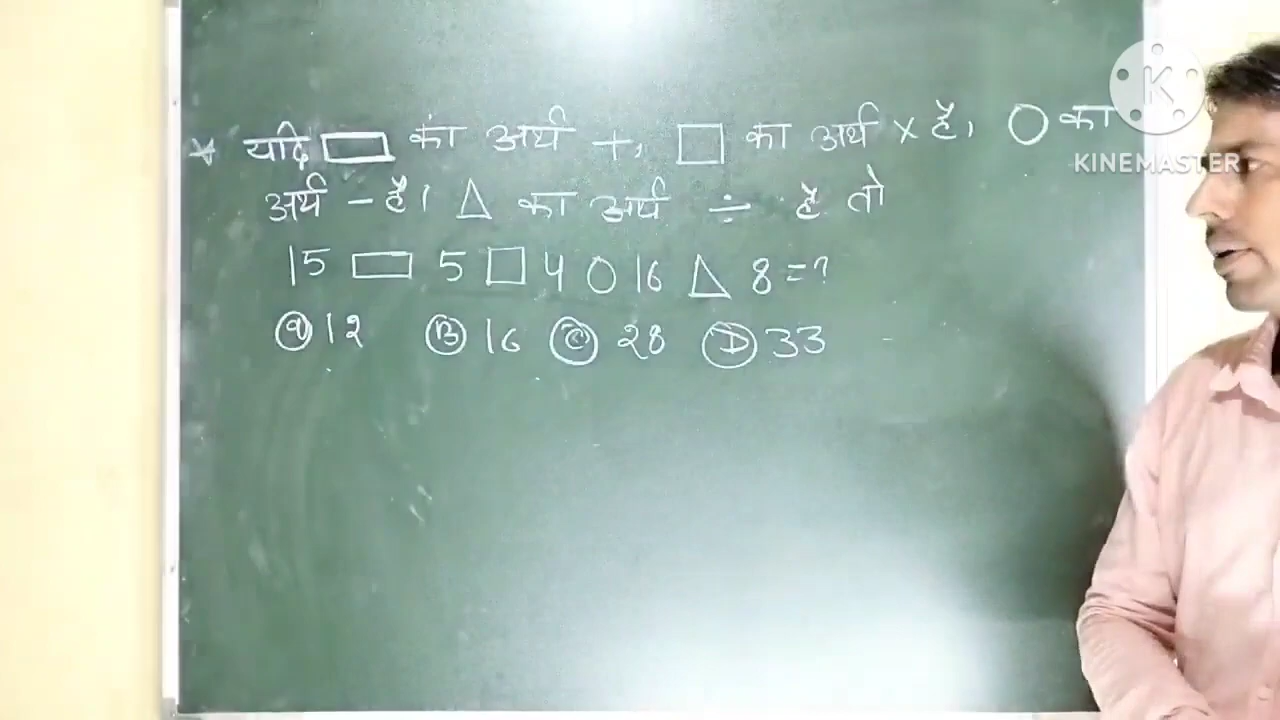 * यदि ▭ का अर्थ +, □ का अर्थ × है, ○ का
अर्थ - है। △ का अर्थ ÷ है तो
15 ▭ 5 □ 4 ○ 16 △ 8 = ?
(a) 12 (B) 16 (C) 28 (D) 33
K
KINEMASTER